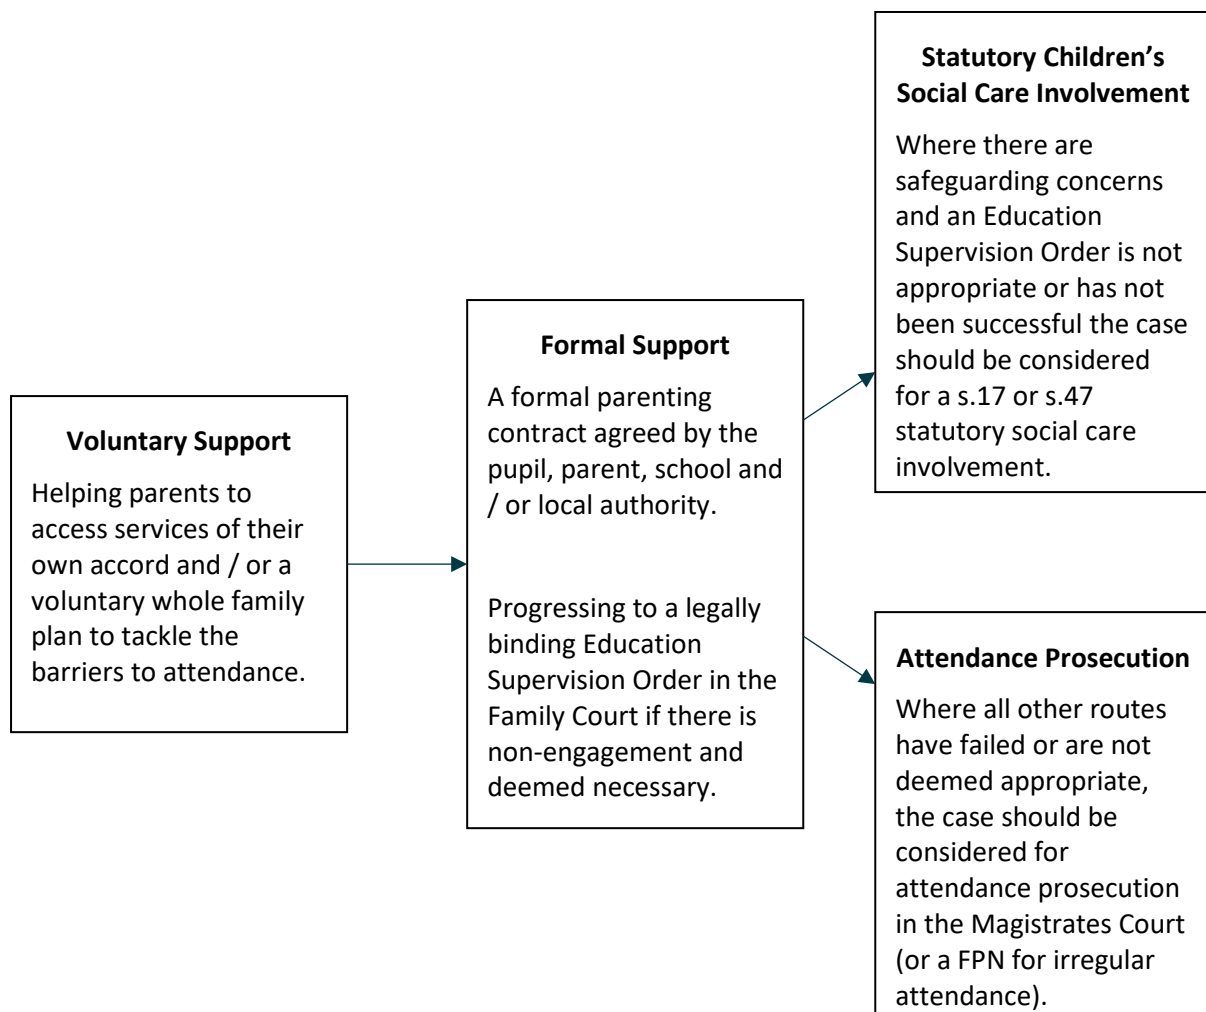 Voluntary Support
Helping parents to
access services of their
own accord and / or a
voluntary whole family
plan to tackle the
barriers to attendance.
Formal Support
A formal parenting
contract agreed by the
pupil, parent, school and
/ or local authority.
Progressing to a legally
binding Education
Supervision Order in the
Family Court if there is
non-engagement and
deemed necessary.
Statutory Children’s
Social Care Involvement
Where there are
safeguarding concerns
and an Education
Supervision Order is not
appropriate or has not
been successful the case
should be considered
for a s.17 or s.47
statutory social care
involvement.
Attendance Prosecution
Where all other routes
have failed or are not
deemed appropriate,
the case should be
considered for
attendance prosecution
in the Magistrates Court
(or a FPN for irregular
attendance).